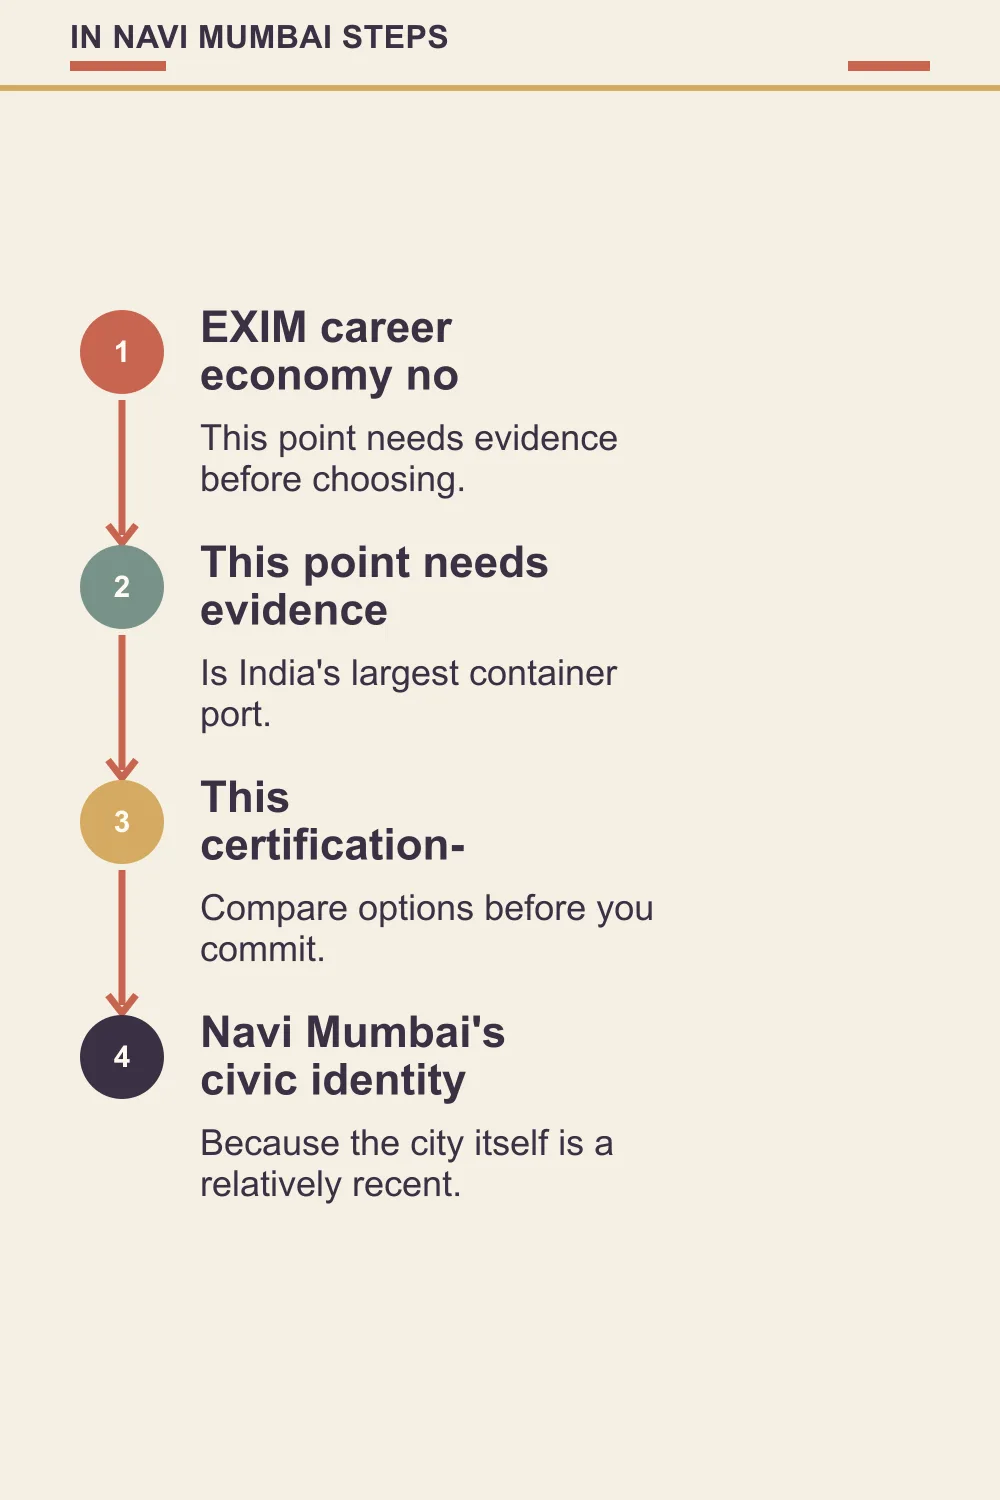 IN NAVI MUMBAI STEPS
1
EXIM career
economy no
This point needs evidence
before choosing.
2
This point needs
evidence
Is India's largest container
port.
3
This
certification-
Compare options before you
commit.
4
Navi Mumbai's
civic identity
Because the city itself is a
relatively recent.